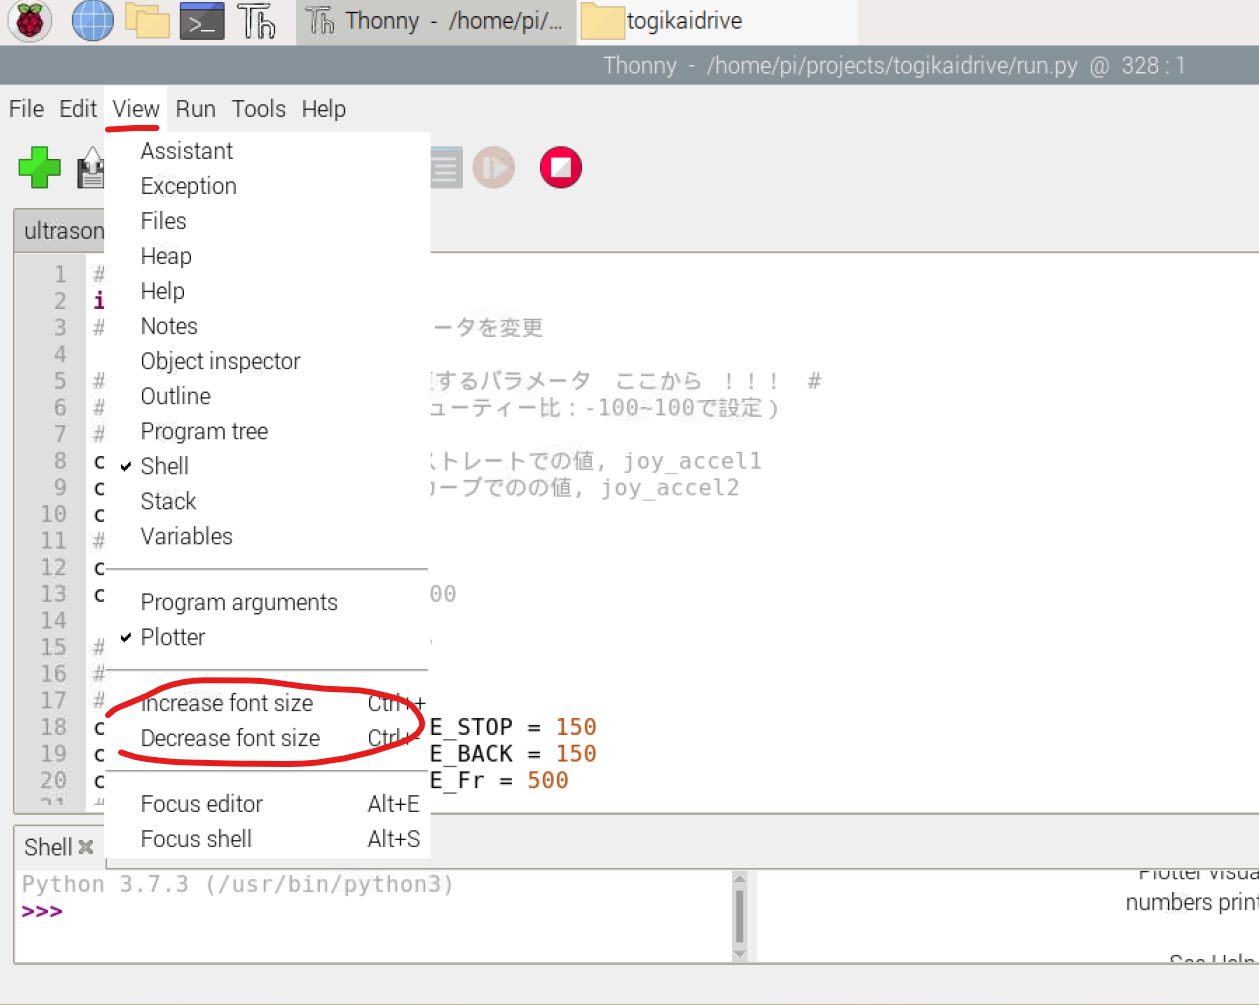 Thonny - /home/pi/... togikaidrive
Thonny - /home/pi/projects/togikaidrive/run.py @ 328 : 1
File Edit View Run Tools Help
Assistant
Exception
Files
Heap
Help
Notes
Object inspector
Outline
Program tree
Shell
Stack
Variables
Program arguments
Plotter
Increase font size Ctrl++
Decrease font size Ctrl+-
Focus editor Alt+E
Focus shell Alt+S
ultrason
1 #
2 i
3 # ータを変更
4
5 # するパラメータ ここから ！！！ #
6 # ューティー比：-100~100で設定)
7 #
8 c ストレートでの値, joy_accel1
9 c カーブでのの値, joy_accel2
10 c
11 #
12 c
13 c 00
14
15 #
16 #
17 #
18 c E_STOP = 150
19 c E_BACK = 150
20 c E_Fr = 500
21 #
Shell
Python 3.7.3 (/usr/bin/python3)
>>>
Plotter visua
numbers print
See Help